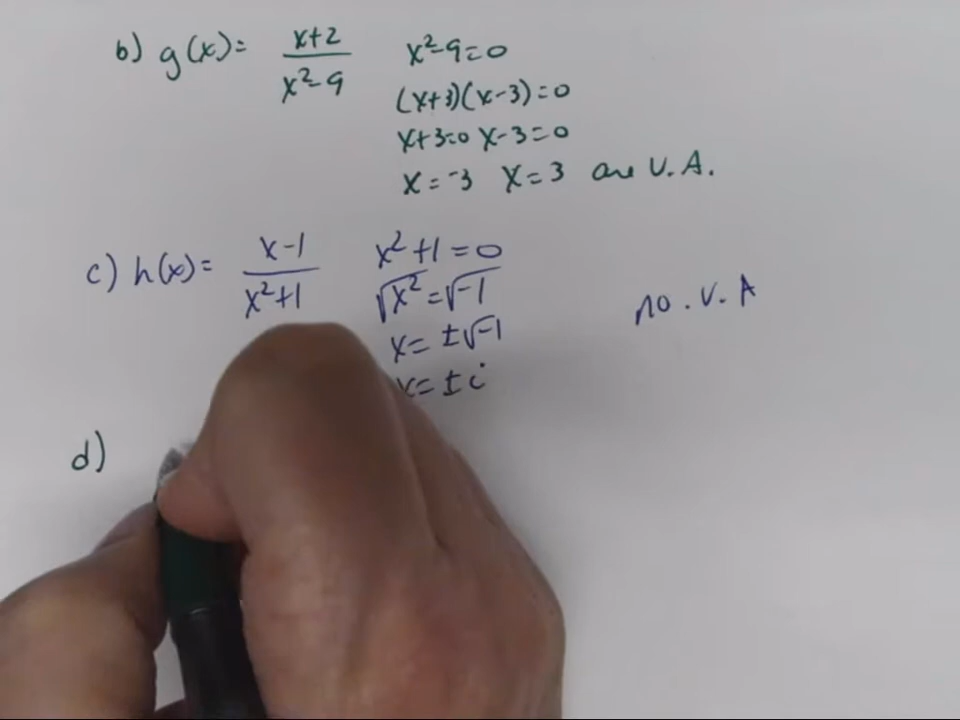 b) g(x)= x+2 / x²-9 x²-9=0
(x+3)(x-3)=0
x+3=0 x-3=0
x=-3 x=3 are V.A.
c) h(x)= x-1 / x²+1 x²+1=0
√x²=√-1 no.V.A
x=±√-1
x=±i
d)